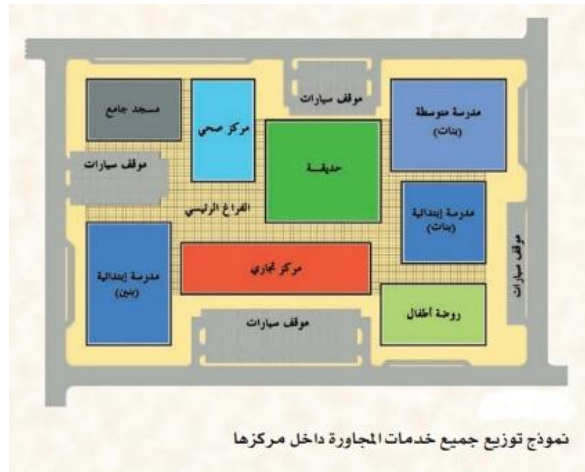 موقف سيارات
مدرسة متوسطة
(بنات)
مركز صحي
مسجد جامع
حديقـــة
موقف سيارات
مدرسة إبتدائية
(بنات)
الفراغ الرئيسي
موقف سيارات
مركز تجاري
مدرسة إبتدائية
(بنين)
روضة أطفال
موقف سيارات
نموذج توزيع جميع خدمات المجاورة داخل مركزها